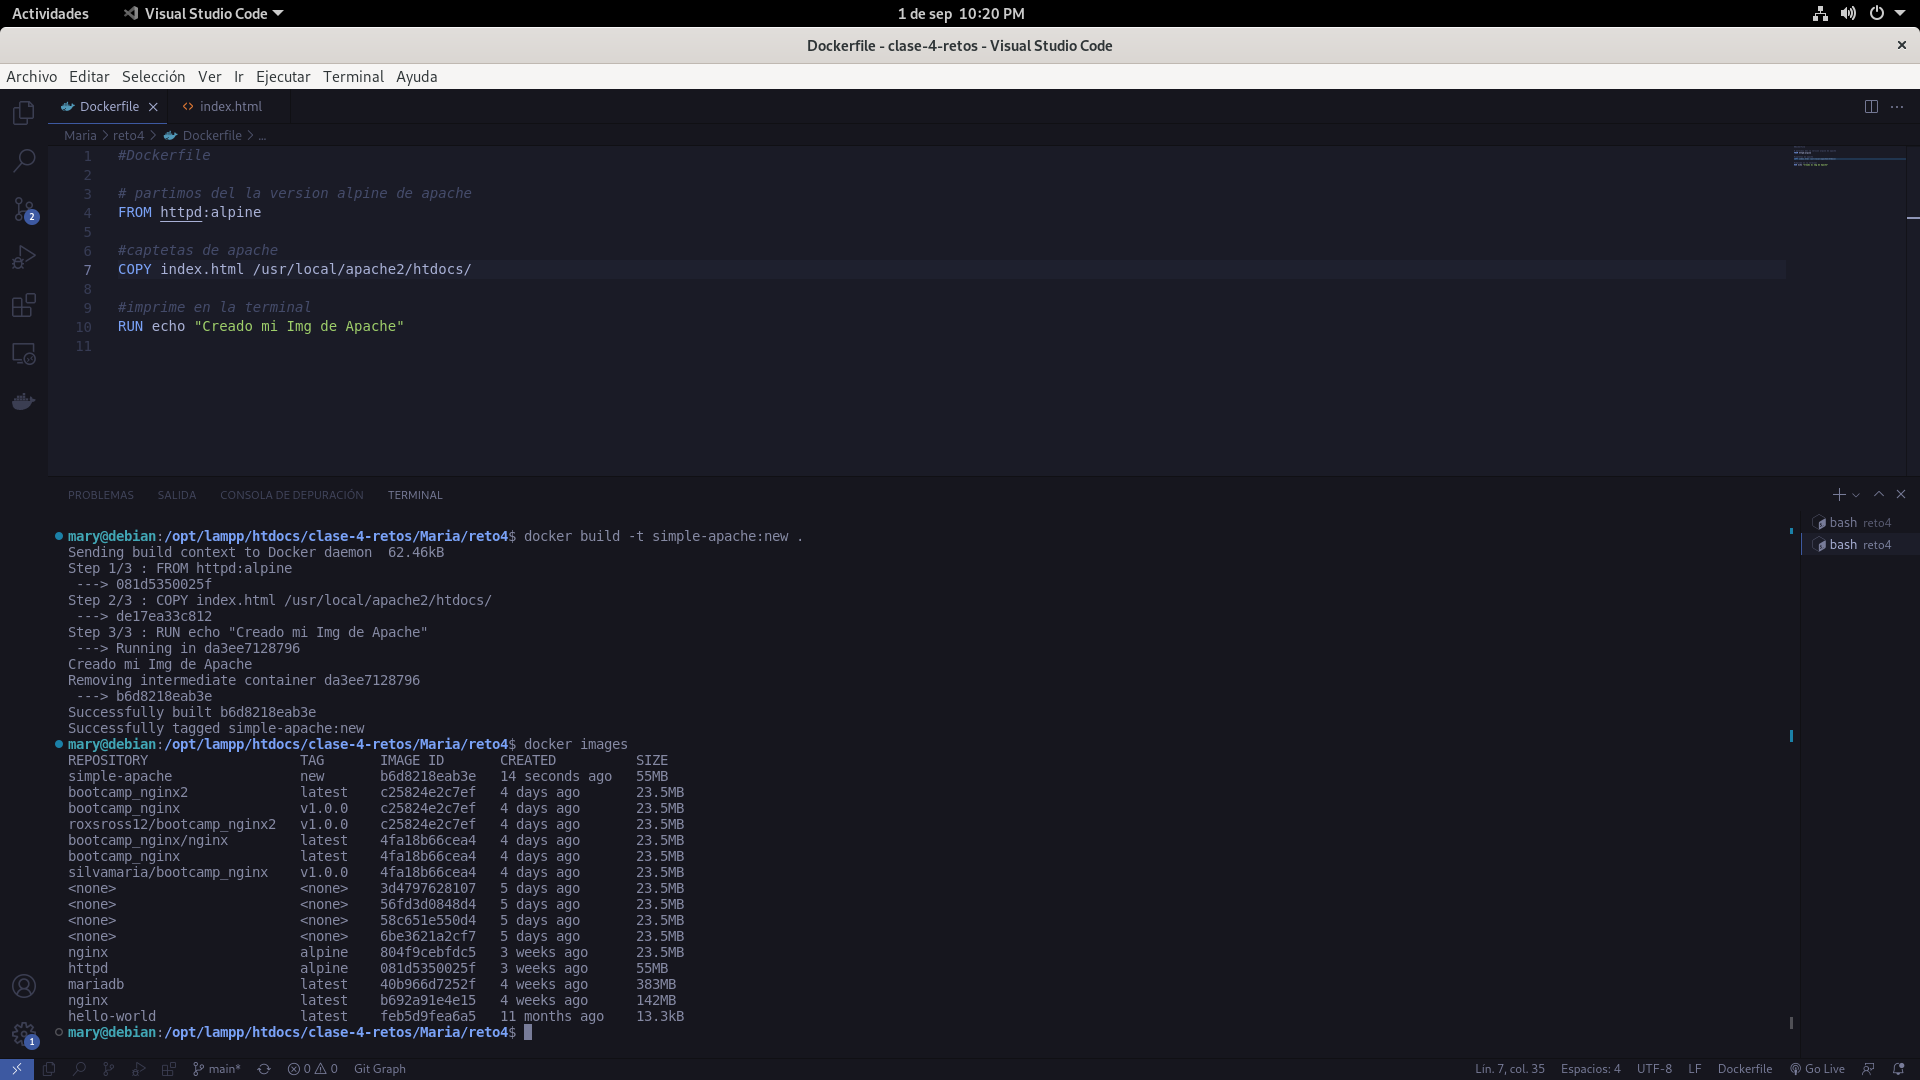 Actividades
Visual Studio Code
1 de sep  10:20 PM
Dockerfile - clase-4-retos - Visual Studio Code
Archivo Editar Selección Ver Ir Ejecutar Terminal Ayuda
Dockerfile
index.html
Maria > reto4 > Dockerfile > ...
1 #Dockerfile
2
3 # partimos del la version alpine de apache
4 FROM httpd:alpine
5
6 #captetas de apache
7 COPY index.html /usr/local/apache2/htdocs/
8
9 #imprime en la terminal
10 RUN echo "Creado mi Img de Apache"
11
2
PROBLEMAS SALIDA CONSOLA DE DEPURACIÓN TERMINAL
bash reto4
bash reto4
mary@debian:/opt/lampp/htdocs/clase-4-retos/Maria/reto4$ docker build -t simple-apache:new .
Sending build context to Docker daemon  62.46kB
Step 1/3 : FROM httpd:alpine
 ---> 081d5350025f
Step 2/3 : COPY index.html /usr/local/apache2/htdocs/
 ---> de17ea33c812
Step 3/3 : RUN echo "Creado mi Img de Apache"
 ---> Running in da3ee7128796
Creado mi Img de Apache
Removing intermediate container da3ee7128796
 ---> b6d8218eab3e
Successfully built b6d8218eab3e
Successfully tagged simple-apache:new
mary@debian:/opt/lampp/htdocs/clase-4-retos/Maria/reto4$ docker images
REPOSITORY                   TAG       IMAGE ID       CREATED          SIZE
simple-apache                new       b6d8218eab3e   14 seconds ago   55MB
bootcamp_nginx2              latest    c25824e2c7ef   4 days ago       23.5MB
bootcamp_nginx               v1.0.0    c25824e2c7ef   4 days ago       23.5MB
roxsross12/bootcamp_nginx2   v1.0.0    c25824e2c7ef   4 days ago       23.5MB
bootcamp_nginx/nginx         latest    4fa18b66cea4   4 days ago       23.5MB
bootcamp_nginx               latest    4fa18b66cea4   4 days ago       23.5MB
silvamaria/bootcamp_nginx    v1.0.0    4fa18b66cea4   4 days ago       23.5MB
<none>                       <none>    3d4797628107   5 days ago       23.5MB
<none>                       <none>    56fd3d0848d4   5 days ago       23.5MB
<none>                       <none>    58c651e550d4   5 days ago       23.5MB
<none>                       <none>    6be3621a2cf7   5 days ago       23.5MB
nginx                        alpine    804f9cebfdc5   3 weeks ago      23.5MB
httpd                        alpine    081d5350025f   3 weeks ago      55MB
mariadb                      latest    40b966d7252f   4 weeks ago      383MB
nginx                        latest    b692a91e4e15   4 weeks ago      142MB
hello-world                  latest    feb5d9fea6a5   11 months ago    13.3kB
mary@debian:/opt/lampp/htdocs/clase-4-retos/Maria/reto4$
1
main* 0 0 Git Graph
Lín. 7, col. 35 Espacios: 4 UTF-8 LF Dockerfile Go Live